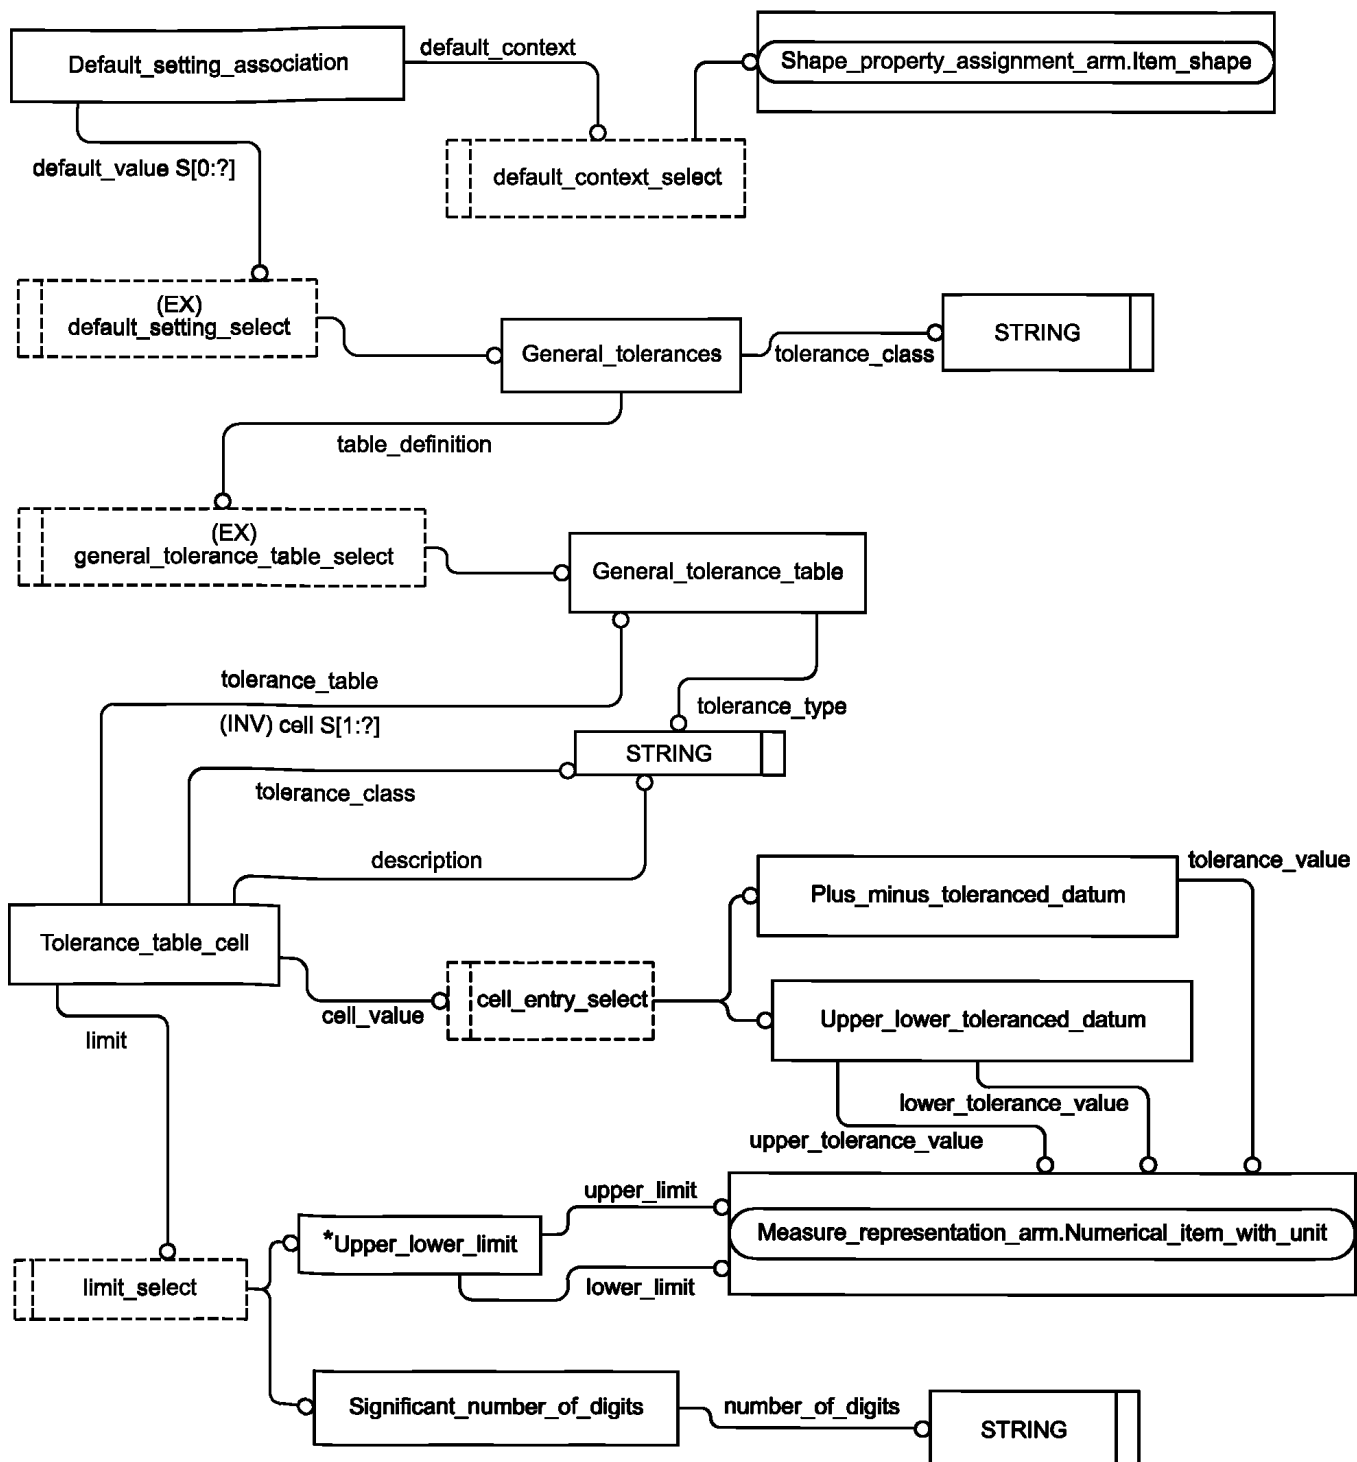 default_context
Default_setting_association
Shape_property_assignment_arm.Item_shape
default_value S[0:?]
default_context_select
(EX)
default_setting_select
General_tolerances
tolerance_class
STRING
table_definition
(EX)
general_tolerance_table_select
General_tolerance_table
tolerance_table
(INV) cell S[1:?]
tolerance_type
STRING
tolerance_class
description
tolerance_value
Plus_minus_toleranced_datum
Tolerance_table_cell
cell_value
cell_entry_select
Upper_lower_toleranced_datum
limit
lower_tolerance_value
upper_tolerance_value
upper_limit
*Upper_lower_limit
Measure_representation_arm.Numerical_item_with_unit
limit_select
lower_limit
Significant_number_of_digits
number_of_digits
STRING